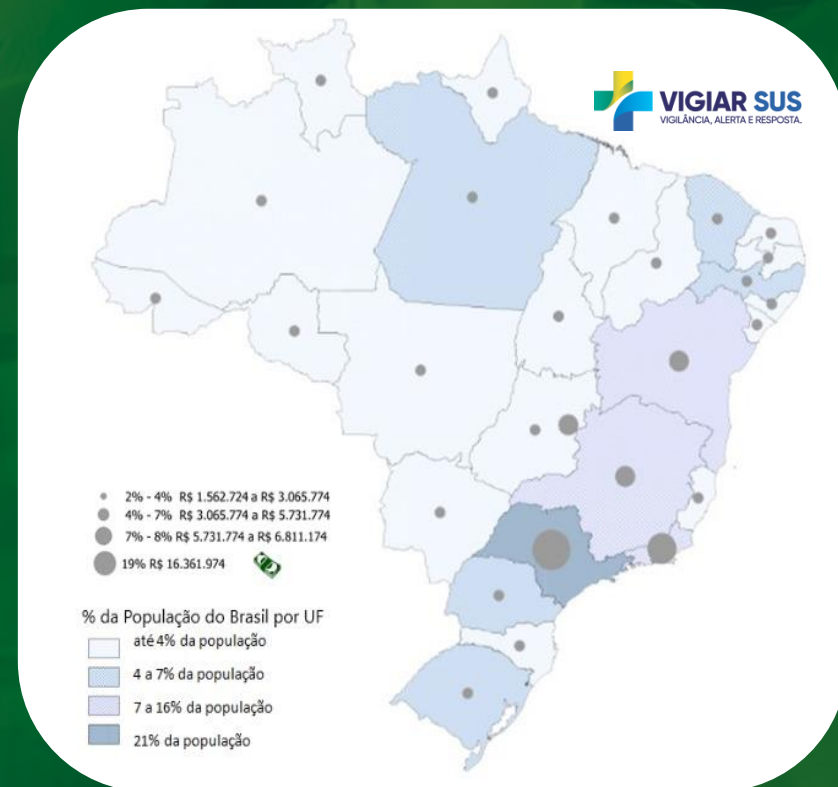 VIGIAR SUS
VIGILÂNCIA, ALERTA E RESPOSTA.
2% - 4% R$ 1.562.724 a R$ 3.065.774
4% - 7% R$ 3.065.774 a R$ 5.731.774
7% - 8% R$ 5.731.774 a R$ 6.811.174
19% R$ 16.361.974
% da População do Brasil por UF
até 4% da população
4 a 7% da população
7 a 16% da população
21% da população